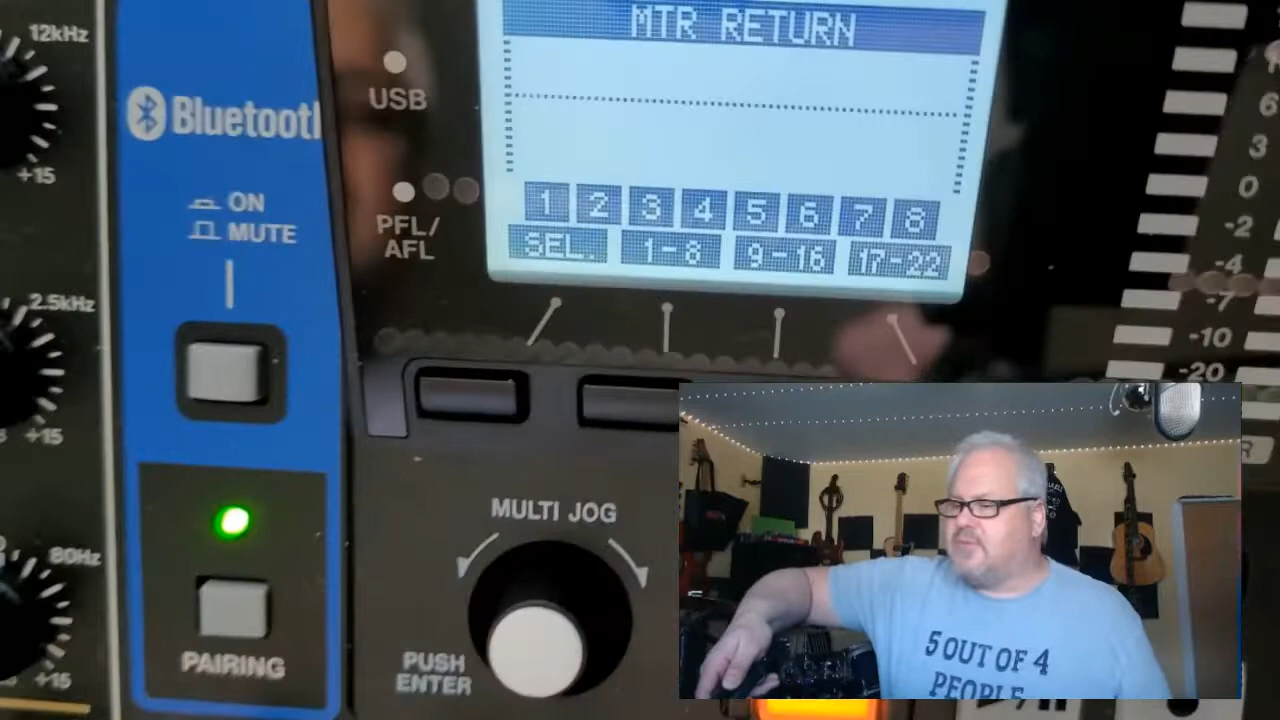 12kHz
+15
Bluetoot
ON
MUTE
USB
PFL/
AFL
MTR RETURN
1 2 3 4 5 6 7 8
SEL. 1-8 9-16 17-22
6
3
0
-2
-4
-7
-10
-20
R
2.5kHz
+15
80Hz
+15
PAIRING
MULTI JOG
PUSH
ENTER
5 OUT OF 4
PEOPLE